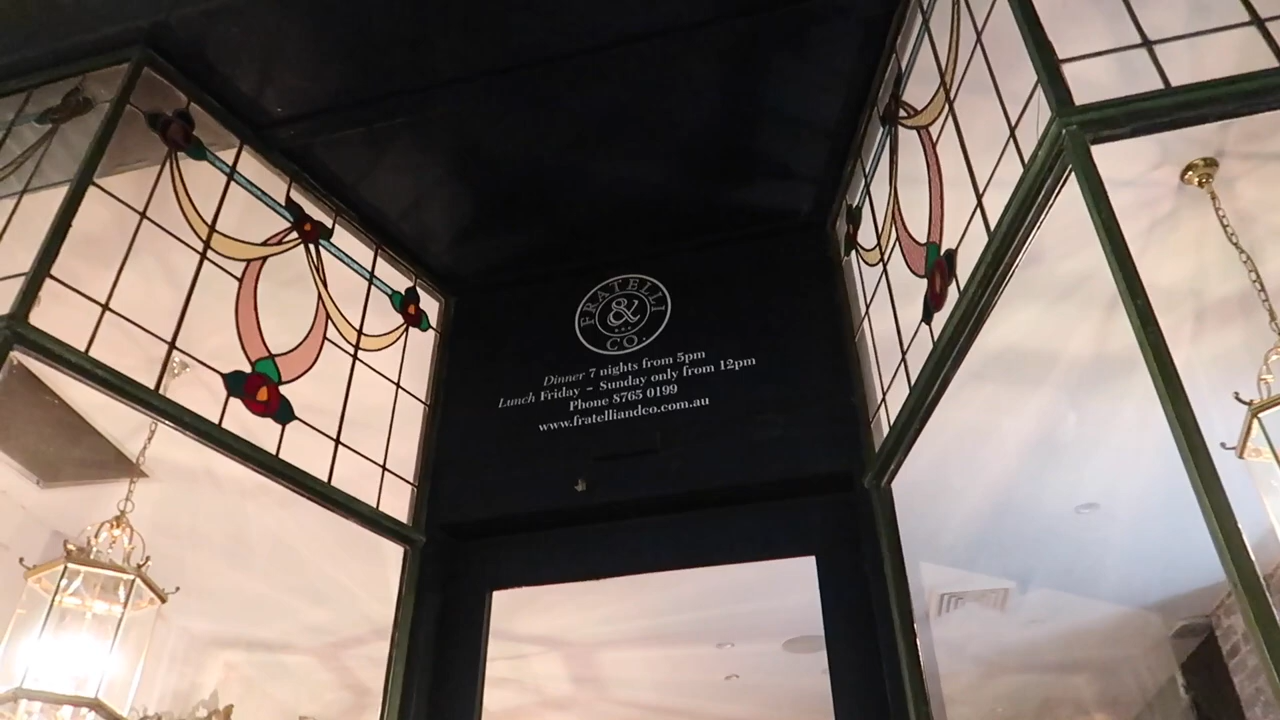 FRATELLI
&
CO.
Dinner 7 nights from 5pm
Lunch Friday – Sunday only from 12pm
Phone 8765 0199
www.fratelliandco.com.au